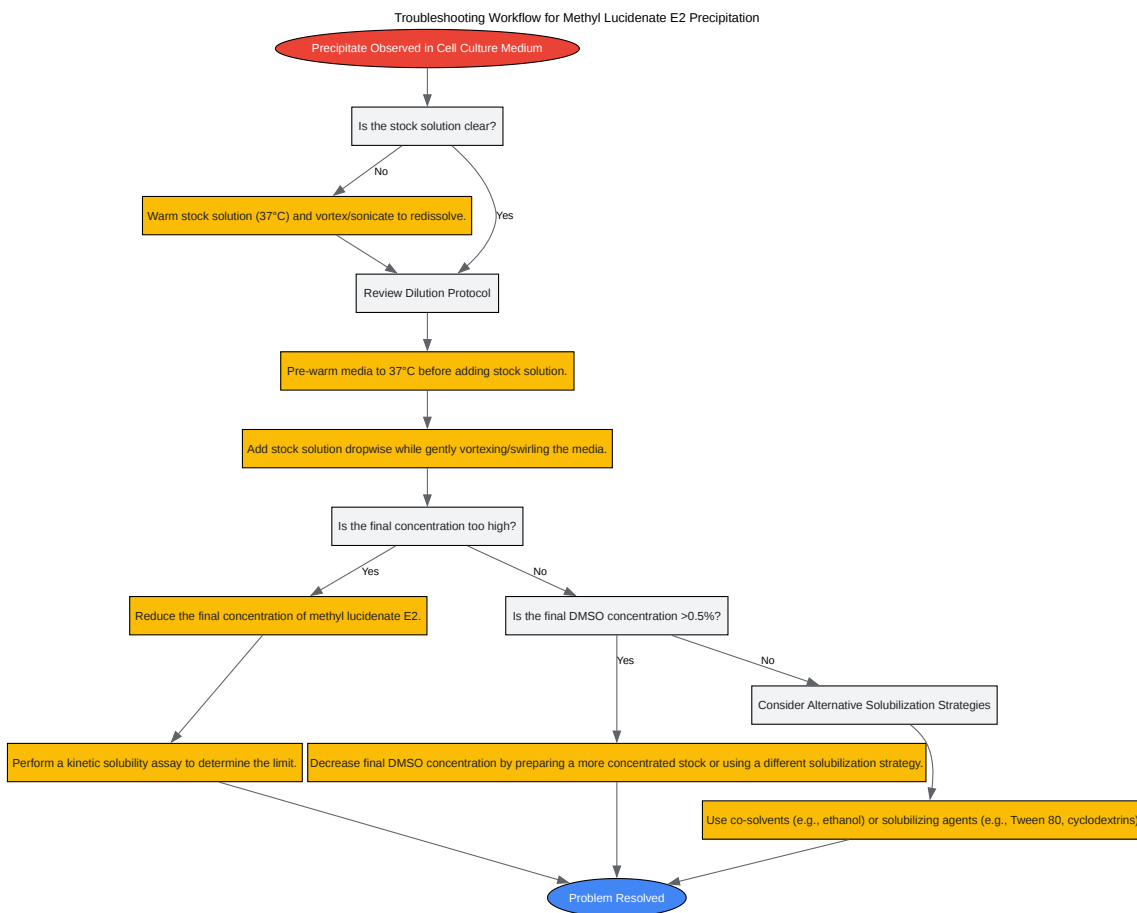 Troubleshooting Workflow for Methyl Lucidenate E2 Precipitation
Precipitate Observed in Cell Culture Medium
Is the stock solution clear?
No
Warm stock solution (37°C) and vortex/sonicate to redissolve.
Yes
Review Dilution Protocol
Pre-warm media to 37°C before adding stock solution.
Add stock solution dropwise while gently vortexing/swirling the media.
Is the final concentration too high?
Yes
No
Reduce the final concentration of methyl lucidenate E2.
Is the final DMSO concentration >0.5%?
Yes
No
Consider Alternative Solubilization Strategies
Perform a kinetic solubility assay to determine the limit.
Decrease final DMSO concentration by preparing a more concentrated stock or using a different solubilization strategy.
Use co-solvents (e.g., ethanol) or solubilizing agents (e.g., Tween 80, cyclodextrins)
Problem Resolved